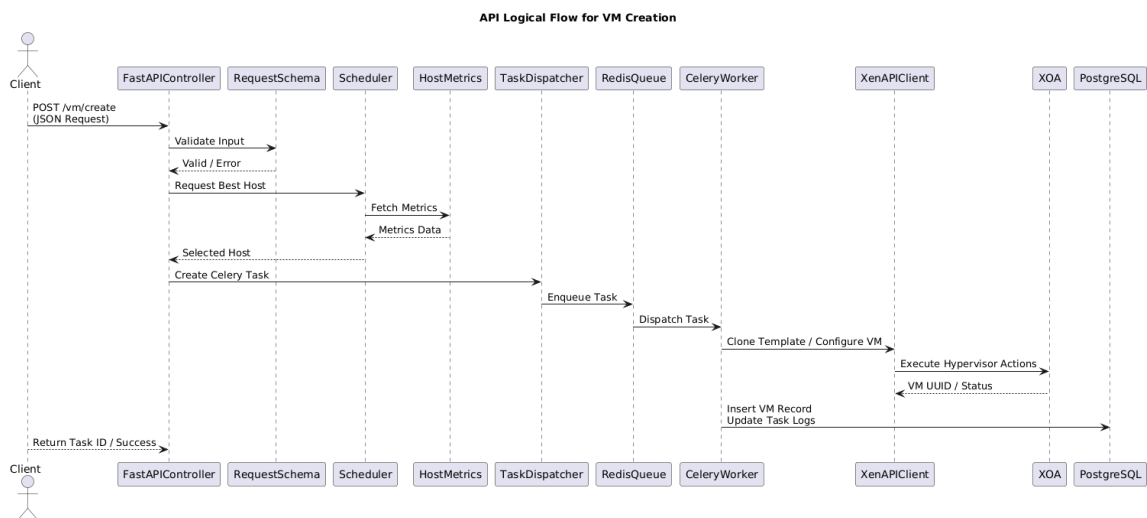 API Logical Flow for VM Creation
Client
FastAPIController
RequestSchema
Scheduler
HostMetrics
TaskDispatcher
RedisQueue
CeleryWorker
XenAPIClient
XOA
PostgreSQL
POST /vm/create
(JSON Request)
Validate Input
Valid / Error
Request Best Host
Fetch Metrics
Metrics Data
Selected Host
Create Celery Task
Enqueue Task
Dispatch Task
Clone Template / Configure VM
Execute Hypervisor Actions
VM UUID / Status
Insert VM Record
Update Task Logs
Return Task ID / Success
Client
FastAPIController
RequestSchema
Scheduler
HostMetrics
TaskDispatcher
RedisQueue
CeleryWorker
XenAPIClient
XOA
PostgreSQL